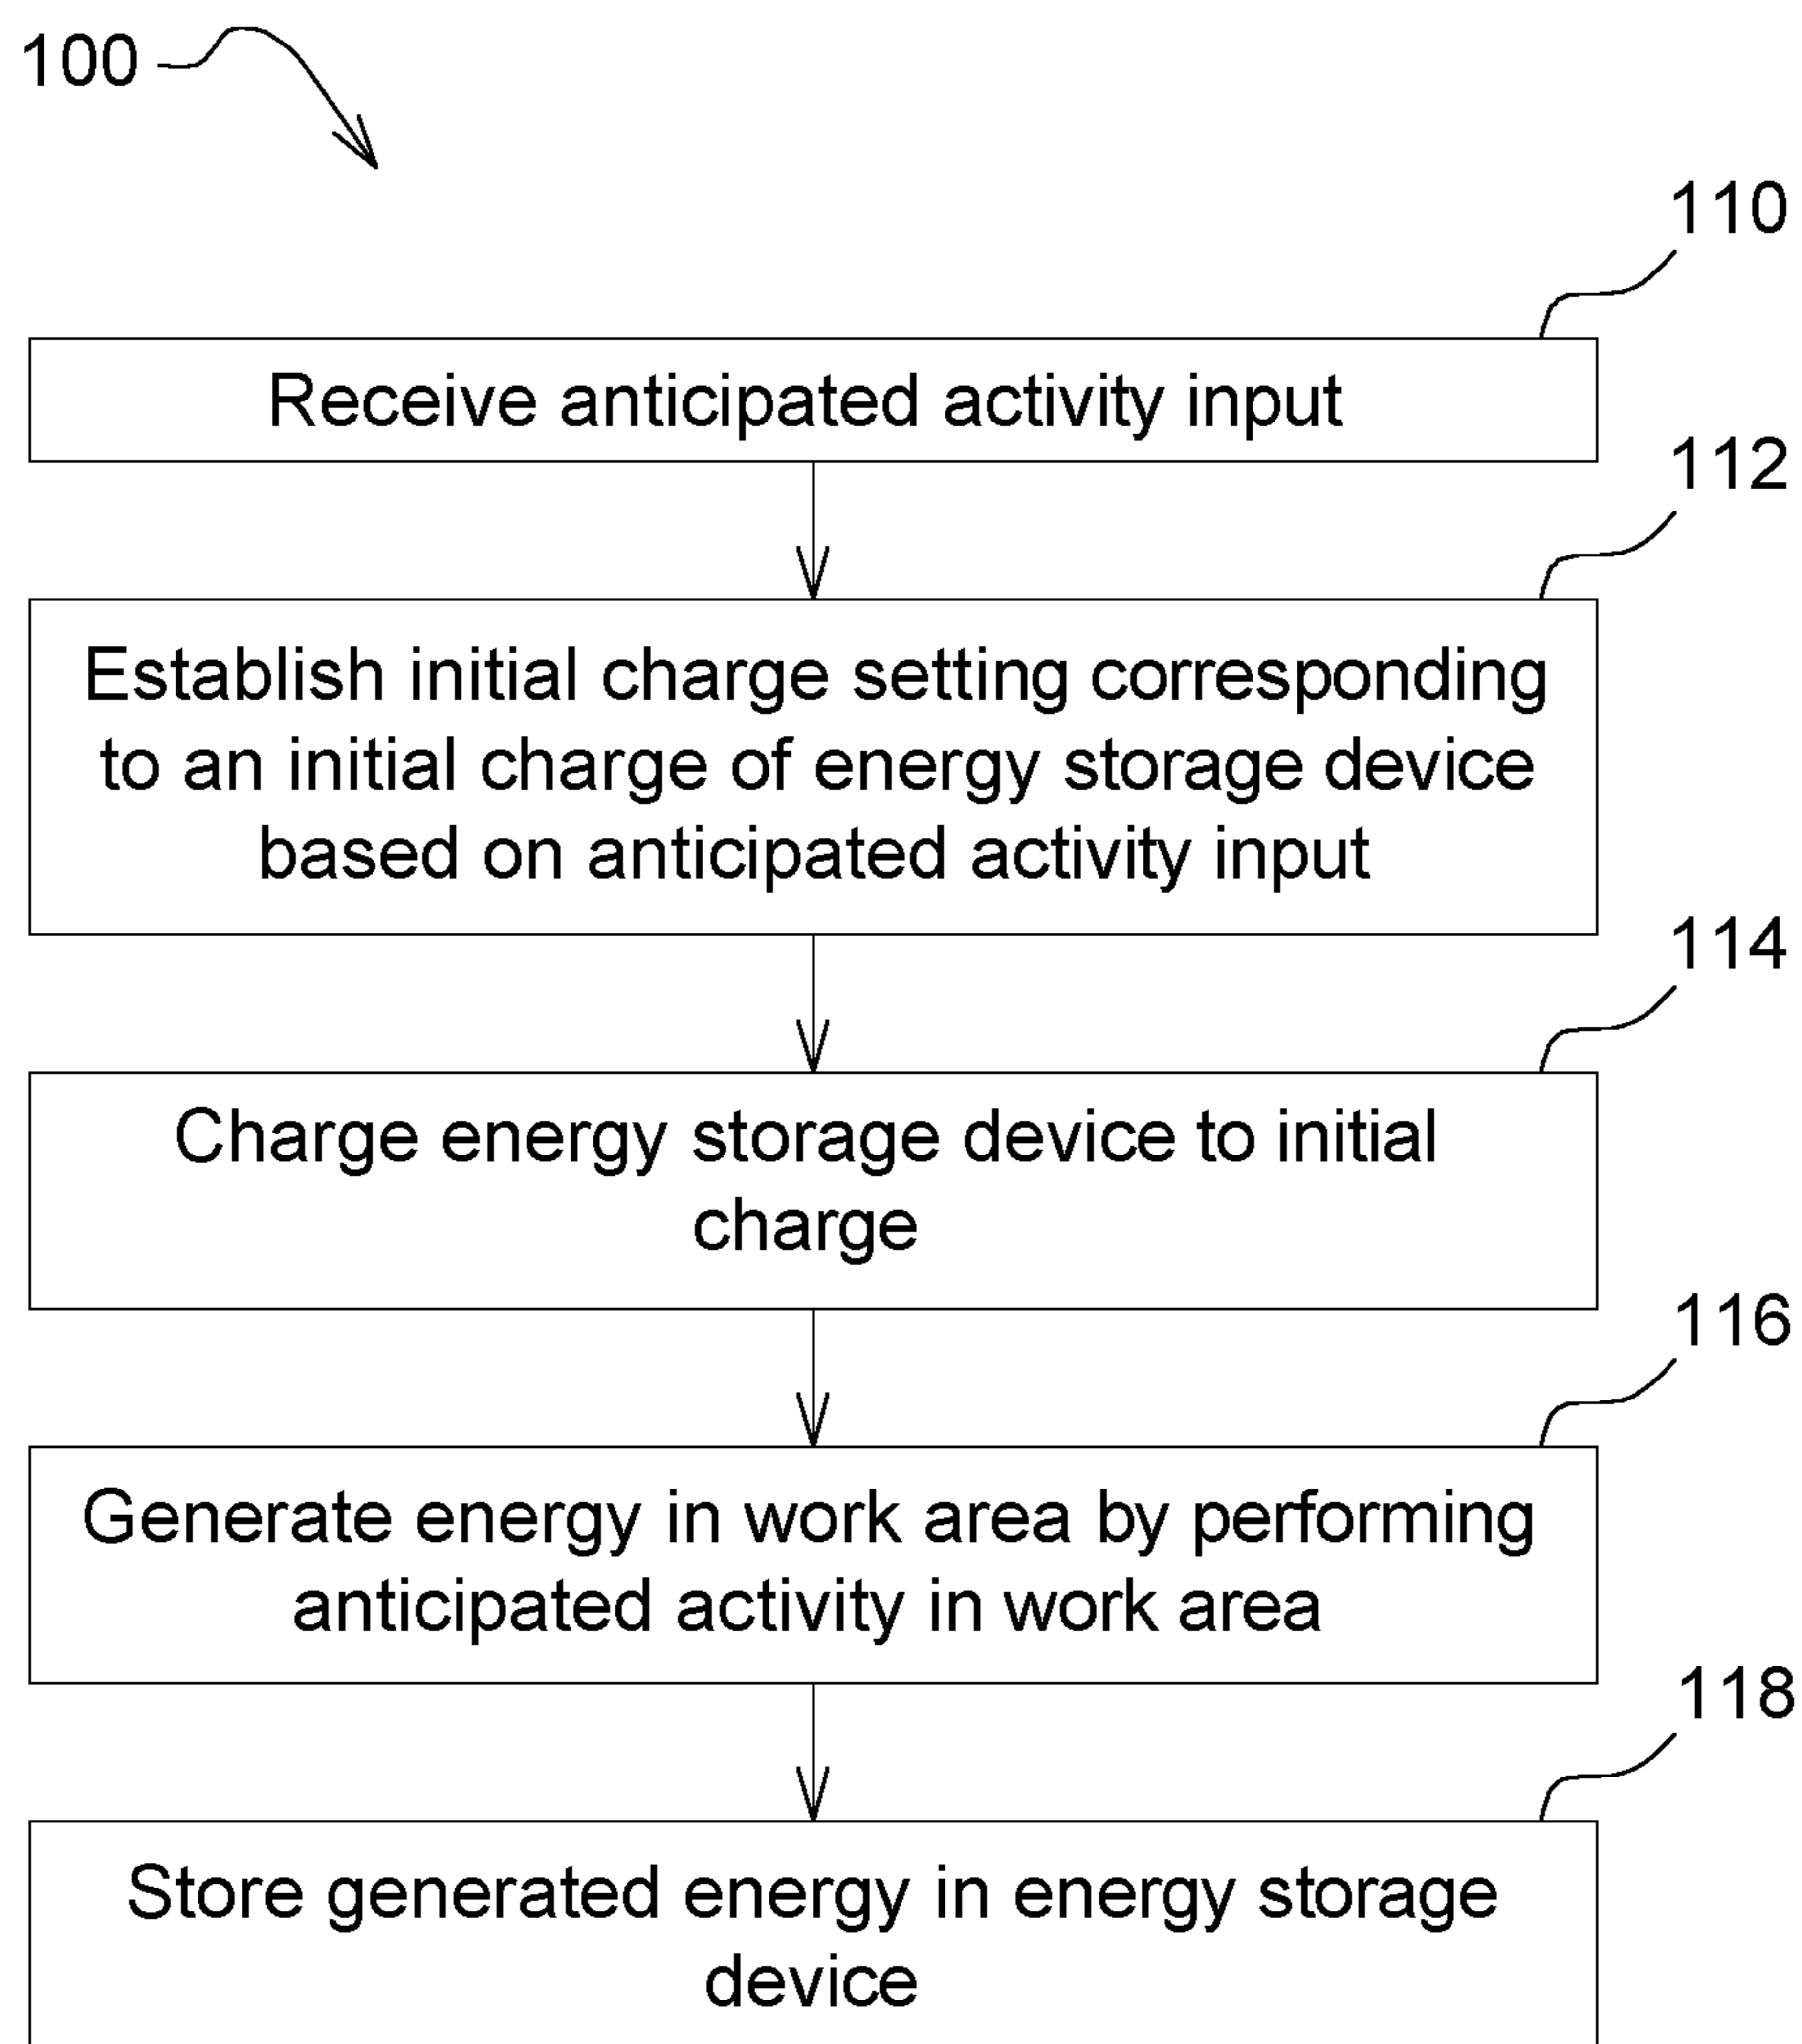 100
110
Receive anticipated activity input
112
Establish initial charge setting corresponding
to an initial charge of energy storage device
based on anticipated activity input
114
Charge energy storage device to initial
charge
116
Generate energy in work area by performing
anticipated activity in work area
118
Store generated energy in energy storage
device